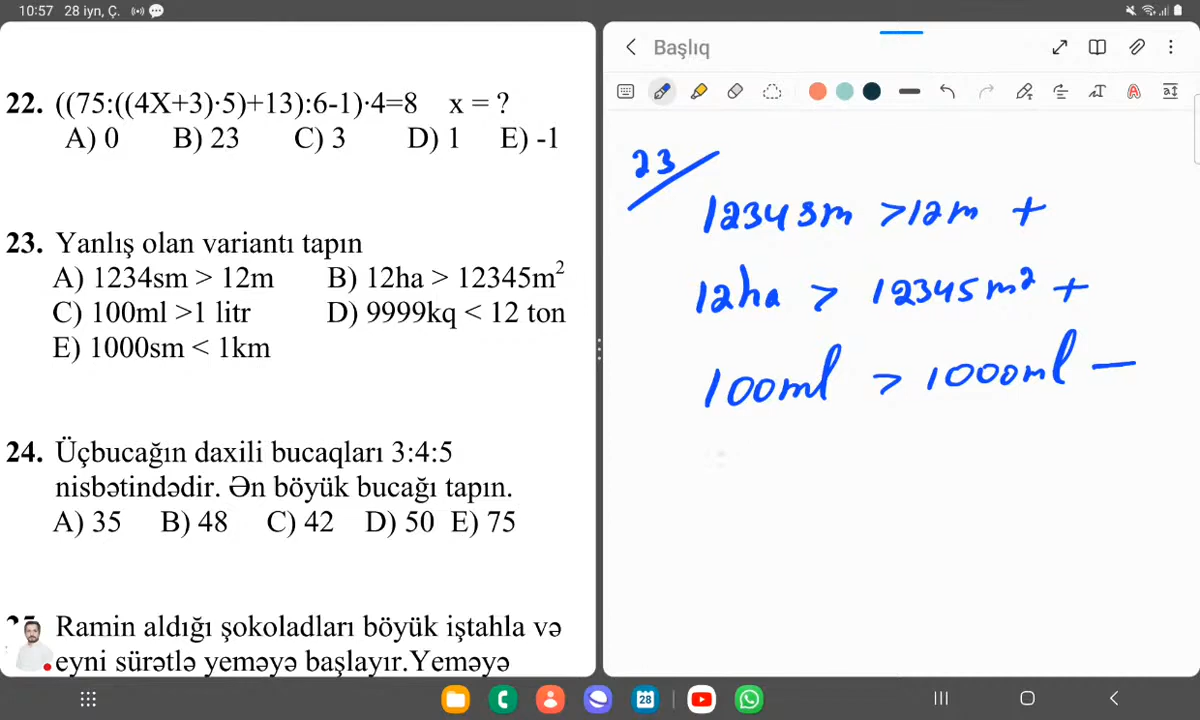 10:57 28 iyn, Ç.
22. ((75:((4X+3)·5)+13):6-1)·4=8 x = ?
A) 0 B) 23 C) 3 D) 1 E) -1
23. Yanlış olan variantı tapın
A) 1234sm > 12m B) 12ha > 12345m²
C) 100ml >1 litr D) 9999kq < 12 ton
E) 1000sm < 1km
24. Üçbucağın daxili bucaqları 3:4:5
nisbətindədir. Ən böyük bucağı tapın.
A) 35 B) 48 C) 42 D) 50 E) 75
Ramin aldığı şokoladları böyük iştahla və
eyni sürətlə yeməyə başlayır.Yeməyə
Başlıq
23
1234sm >12m +
12ha > 12345m² +
100ml > 1000ml –
28